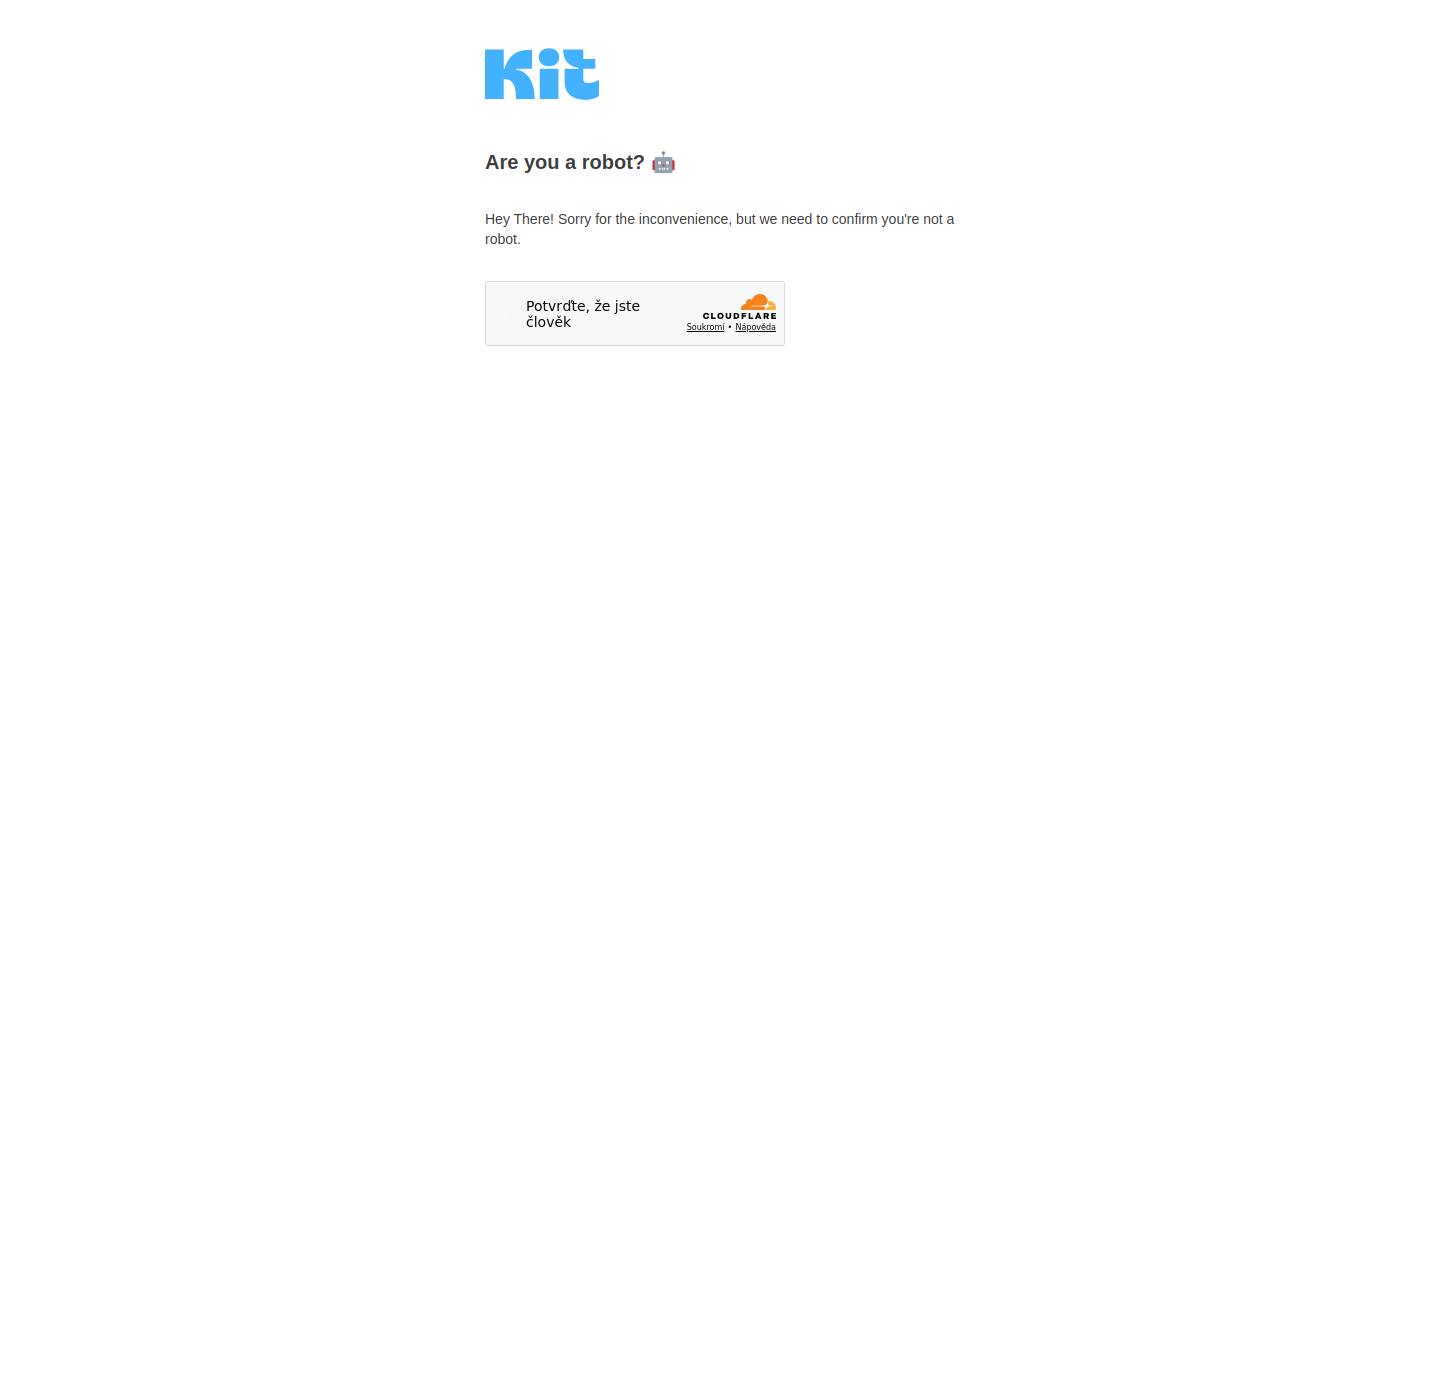 Kit
Are you a robot? 🤖
Hey There! Sorry for the inconvenience, but we need to confirm you're not a
robot.
Potvrďte, že jste
člověk
CLOUDFLARE
Soukromí • Nápověda